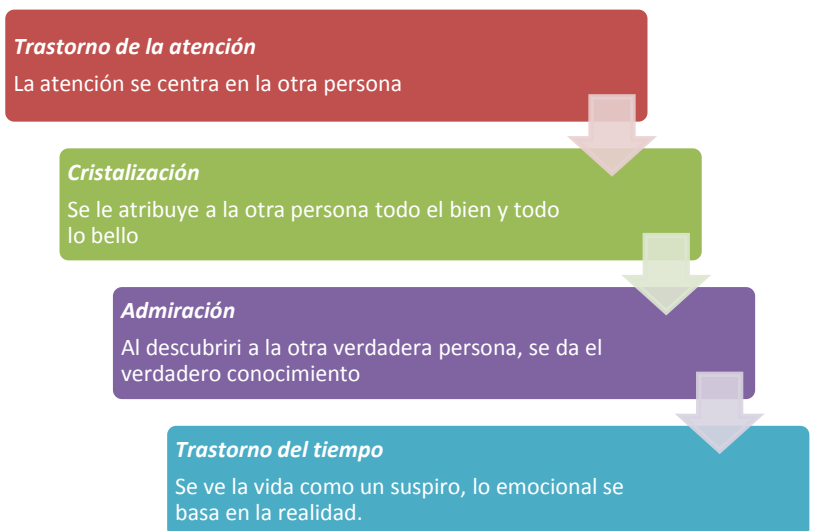 Trastorno de la atención
La atención se centra en la otra persona
Cristalización
Se le atribuye a la otra persona todo el bien y todo
lo bello
Admiración
Al descubriri a la otra verdadera persona, se da el
verdadero conocimiento
Trastorno del tiempo
Se ve la vida como un suspiro, lo emocional se
basa en la realidad.